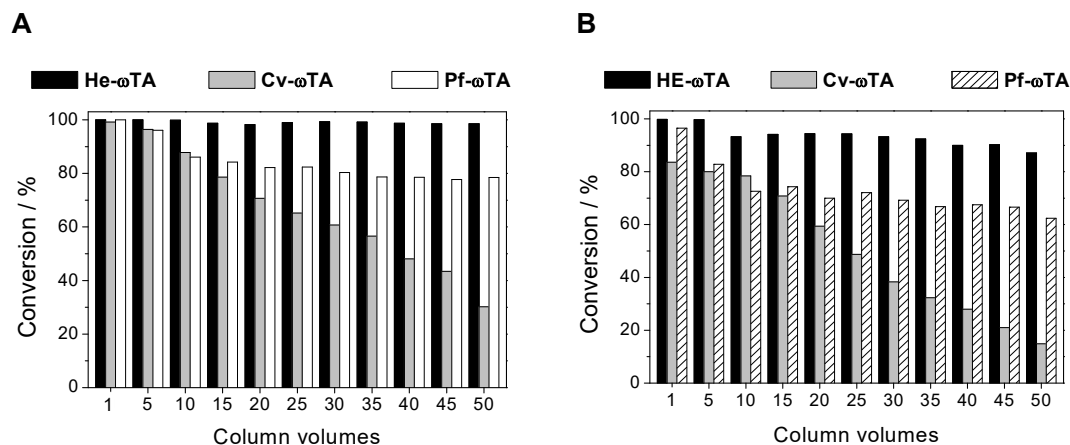 A
B
He-ωTA Cv-ωTA Pf-ωTA
HE-ωTA Cv-ωTA Pf-ωTA
Conversion / %
100
80
60
40
20
0
1 5 10 15 20 25 30 35 40 45 50
Column volumes
Conversion / %
100
80
60
40
20
0
1 5 10 15 20 25 30 35 40 45 50
Column volumes